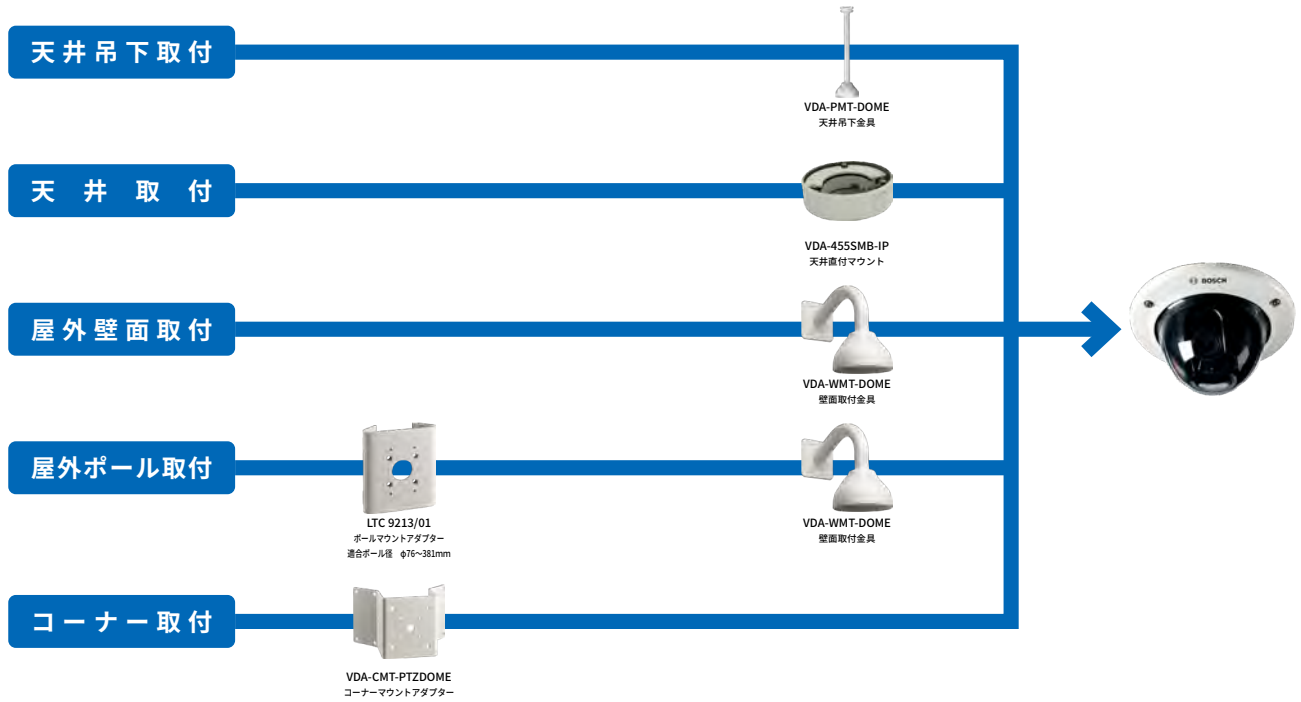 天井吊下取付
VDA-PMT-DOME
天井吊下金具
天井取付
VDA-455SMB-IP
天井直付マウント
BOSCH
屋外壁面取付
VDA-WMT-DOME
壁面取付金具
屋外ポール取付
LTC 9213/01
ポールマウントアダプター
適合ポール径 φ76~381mm
VDA-WMT-DOME
壁面取付金具
コーナー取付
VDA-CMT-PTZDOME
コーナーマウントアダプター